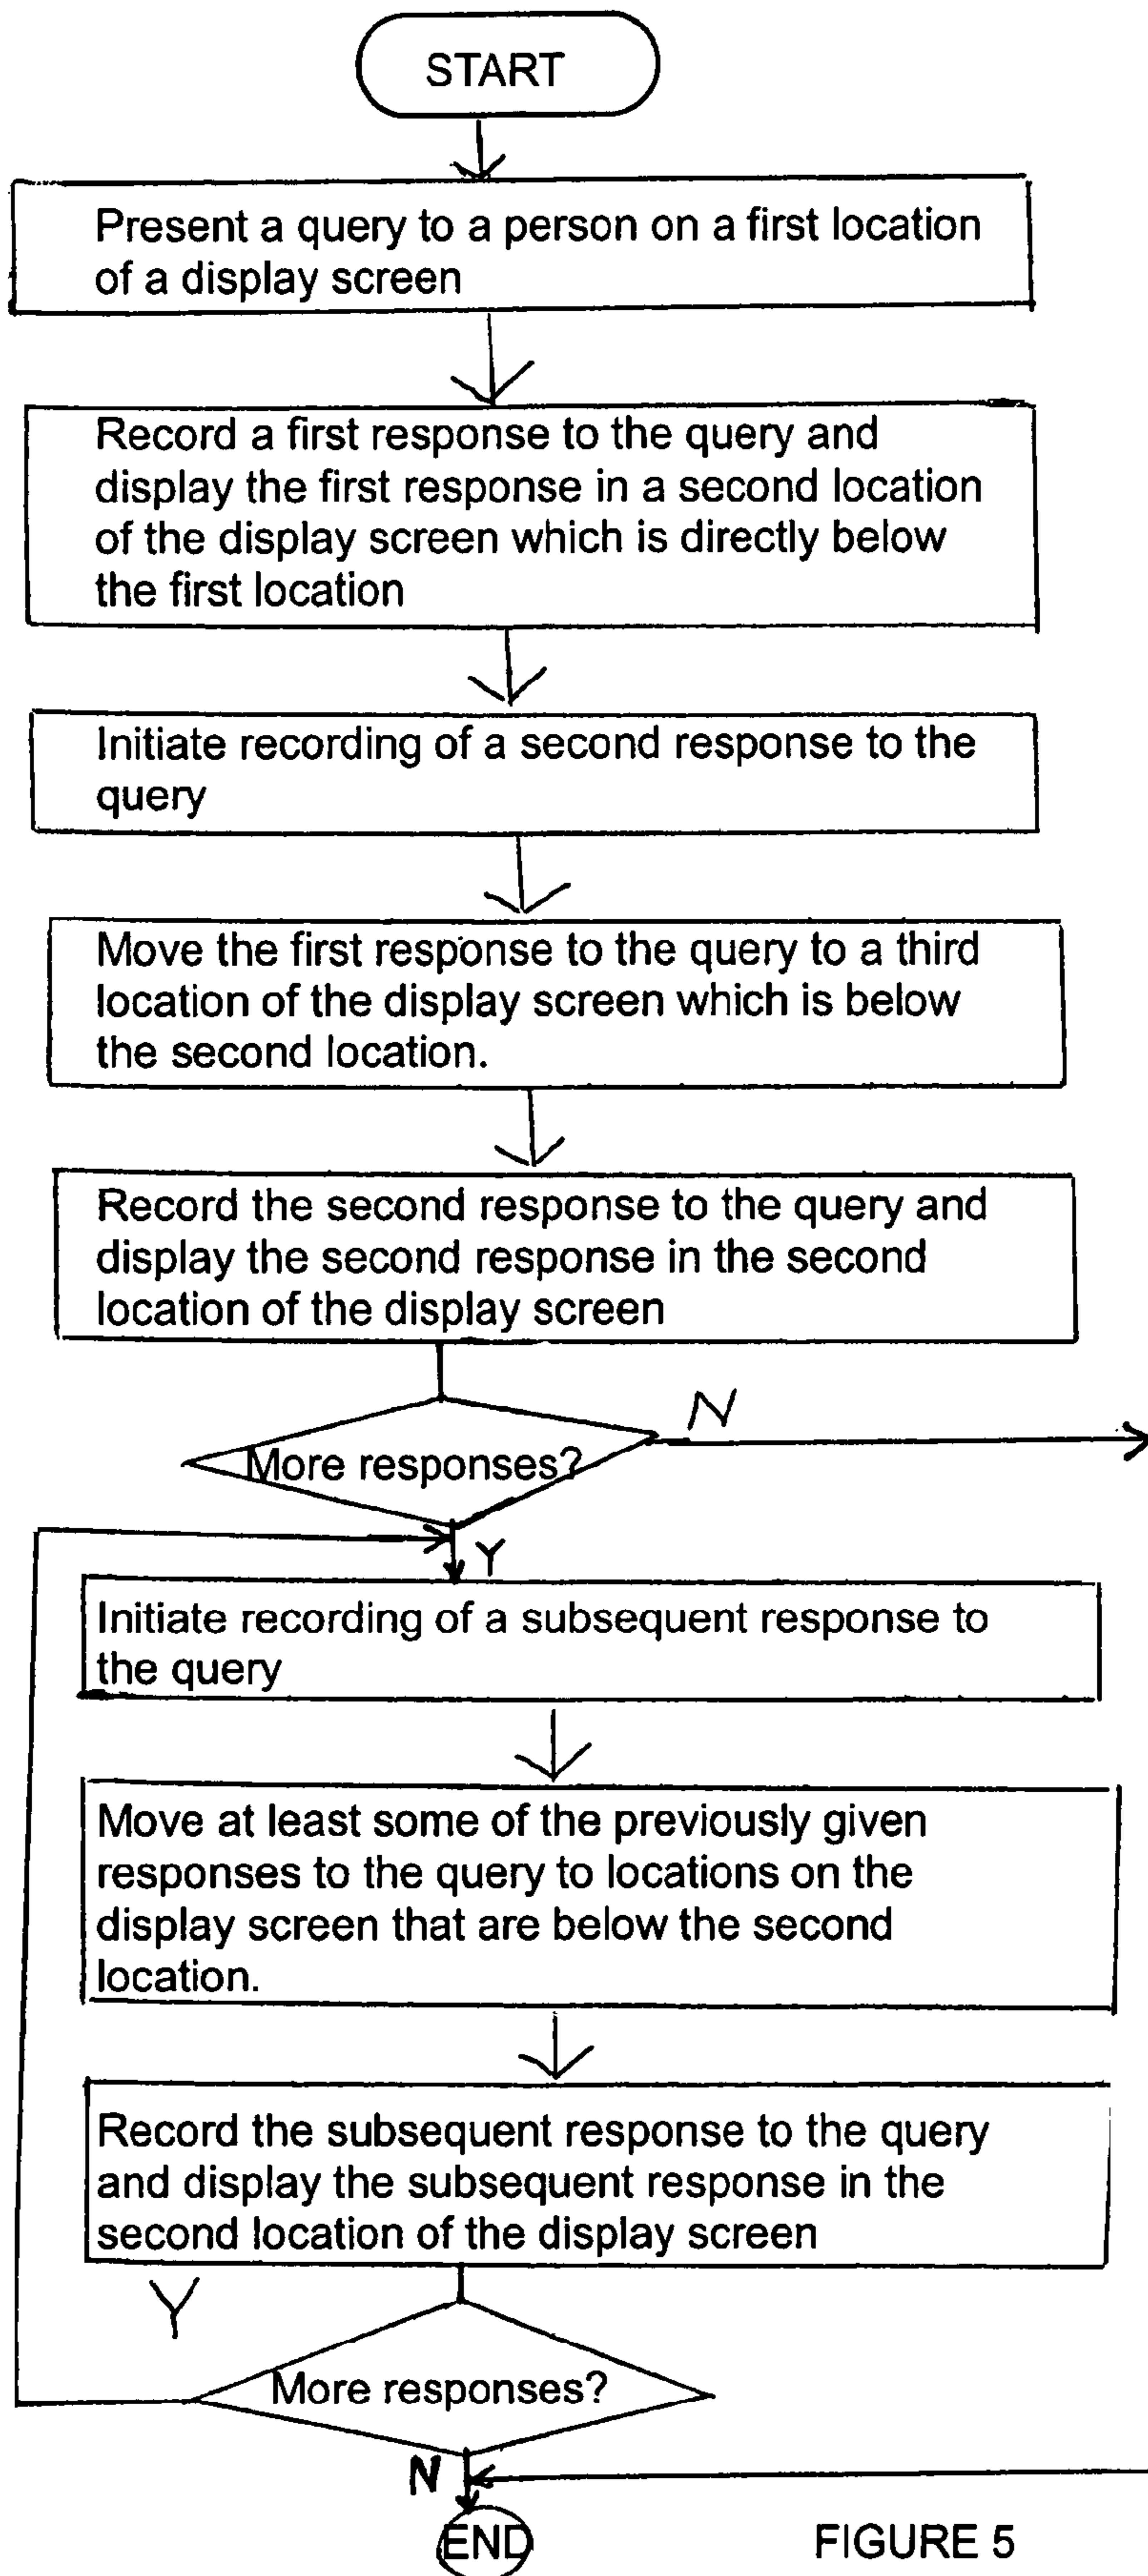 START
Present a query to a person on a first location
of a display screen
Record a first response to the query and
display the first response in a second location
of the display screen which is directly below
the first location
Initiate recording of a second response to the
query
Move the first response to the query to a third
location of the display screen which is below
the second location.
Record the second response to the query and
display the second response in the second
location of the display screen
N
More responses?
Y
Initiate recording of a subsequent response to
the query
Move at least some of the previously given
responses to the query to locations on the
display screen that are below the second
location.
Record the subsequent response to the query
and display the subsequent response in the
second location of the display screen
Y
More responses?
N
END
FIGURE 5